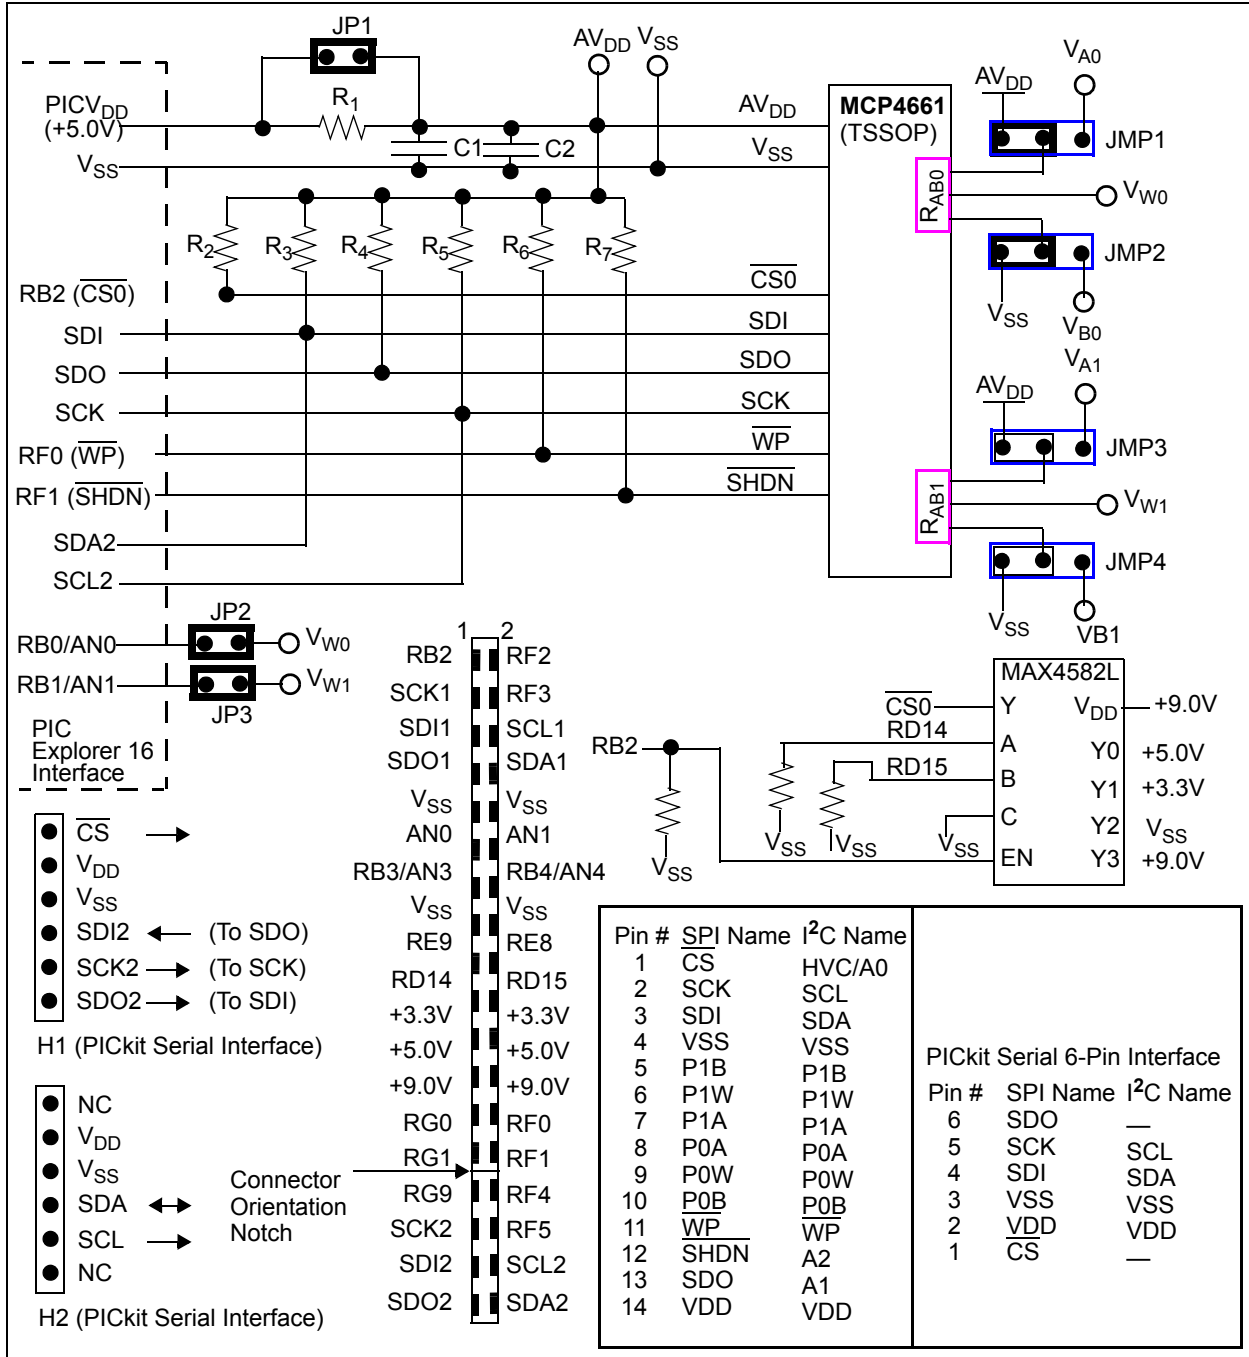 JP1
AVDD VSS
VA0
AVDD
PICVDD
(+5.0V)
R1
AVDD
MCP4661
(TSSOP)
JMP1
C1
C2
VSS
VSS
RAB0
VW0
R2
R3
R4
R5
R6
R7
JMP2
RB2 (CS0)
CS0
VSS
VB0
SDI
SDI
VA1
SDO
SDO
AVDD
SCK
SCK
RF0 (WP)
WP
JMP3
RF1 (SHDN)
SHDN
RAB1
VW1
SDA2
JMP4
SCL2
VSS
VB1
JP2
RB0/AN0
VW0
RB1/AN1
VW1
JP3
PIC
Explorer 16
Interface
1 2
RB2 RF2
SCK1 RF3
SDI1 SCL1
SDO1 SDA1
VSS VSS
AN0 AN1
RB3/AN3 RB4/AN4
VSS VSS
RE9 RE8
RD14 RD15
+3.3V +3.3V
+5.0V +5.0V
+9.0V +9.0V
RG0 RF0
RG1 RF1
RG9 RF4
SCK2 RF5
SDI2 SCL2
SDO2 SDA2
Connector
Orientation
Notch
MAX4582L
CS0 Y VDD +9.0V
RD14 A Y0 +5.0V
RB2
RD15 B Y1 +3.3V
C Y2 VSS
EN Y3 +9.0V
VSS
VSS
VSS
VSS
CS
VDD
VSS
SDI2 (To SDO)
SCK2 (To SCK)
SDO2 (To SDI)
H1 (PICkit Serial Interface)
NC
VDD
VSS
SDA
SCL
NC
H2 (PICkit Serial Interface)
Pin # SPI Name I2C Name
1 CS HVC/A0
2 SCK SCL
3 SDI SDA
4 VSS VSS
5 P1B P1B
6 P1W P1W
7 P1A P1A
8 P0A P0A
9 P0W P0W
10 P0B P0B
11 WP WP
12 SHDN A2
13 SDO A1
14 VDD VDD
PICkit Serial 6-Pin Interface
Pin # SPI Name I2C Name
6 SDO —
5 SCK SCL
4 SDI SDA
3 VSS VSS
2 VDD VDD
1 CS —